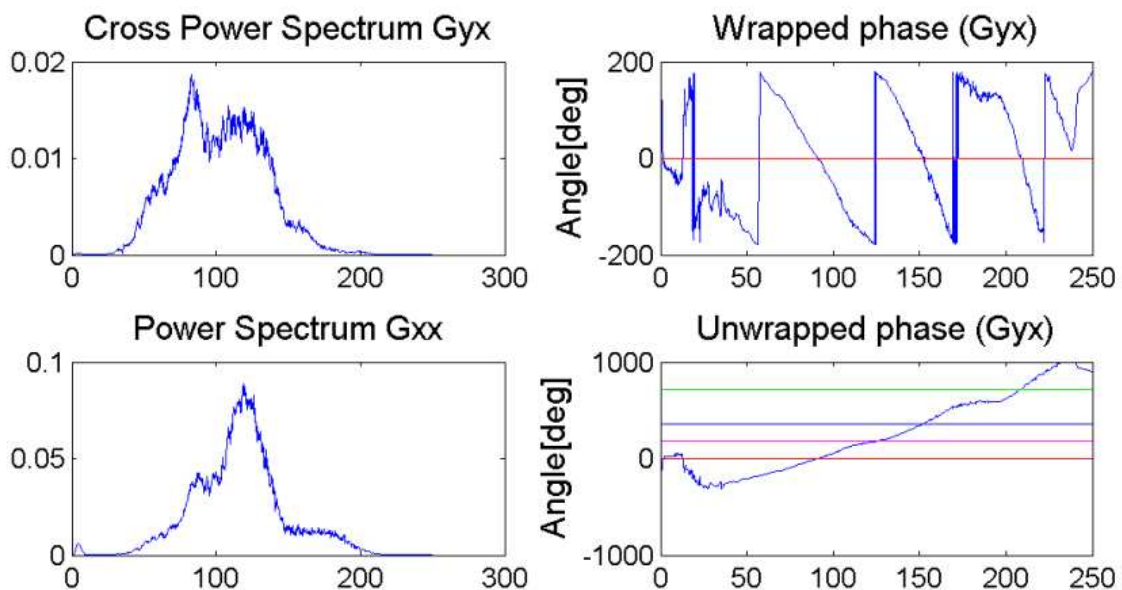 Cross Power Spectrum Gyx
0.02
0.01
0
0 100 200 300
Wrapped phase (Gyx)
Angle[deg]
200
0
-200
0 50 100 150 200 250
Power Spectrum Gxx
0.1
0.05
0
0 100 200 300
Unwrapped phase (Gyx)
Angle[deg]
1000
0
-1000
0 50 100 150 200 250